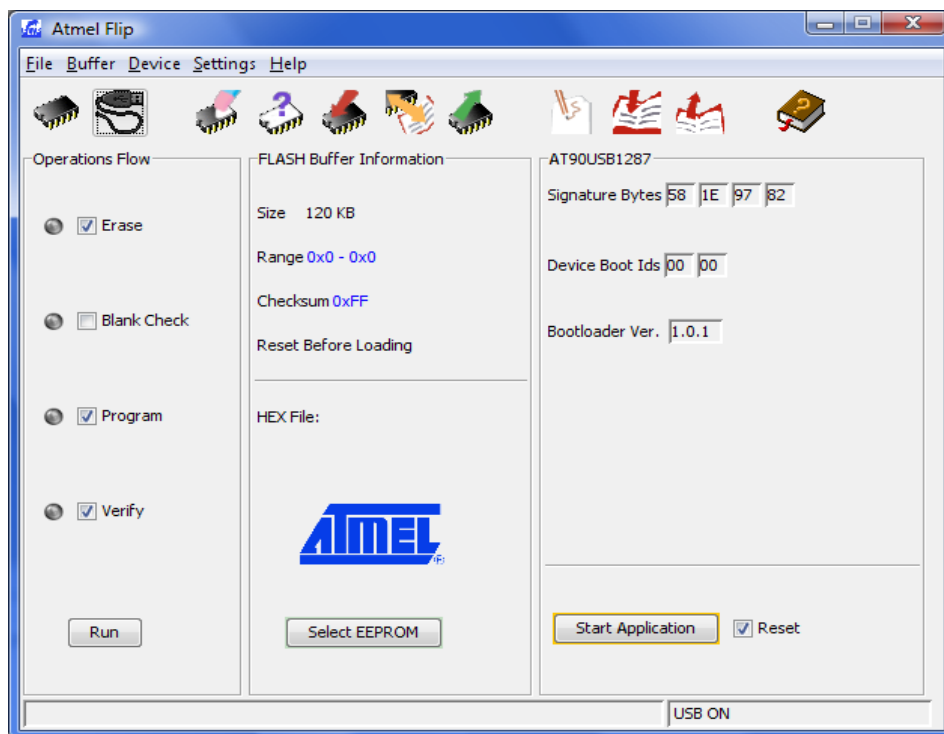 Atmel Flip
File Buffer Device Settings Help
Operations Flow
Erase
Blank Check
Program
Verify
Run
FLASH Buffer Information
Size 120 KB
Range 0x0 - 0x0
Checksum 0xFF
Reset Before Loading
HEX File:
ATMEL
Select EEPROM
AT90USB1287
Signature Bytes 58 1E 97 82
Device Boot Ids 00 00
Bootloader Ver. 1.0.1
Start Application Reset
USB ON